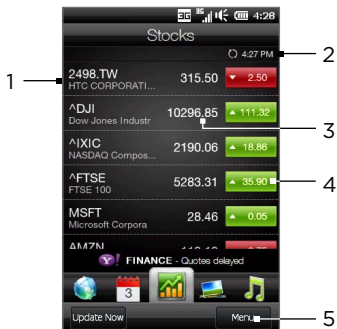 3G 4:28
Stocks
4:27 PM
2
1
2498.TW
HTC CORPORATI...
315.50
2.50
^DJI
Dow Jones Industr
10296.85
111.32
3
^IXIC
NASDAQ Compos...
2190.06
18.86
^FTSE
FTSE 100
5283.31
35.90
4
MSFT
Microsoft Corpora
28.46
0.05
AMZN
Y! FINANCE - Quotes delayed
3
Update Now
Menu
5